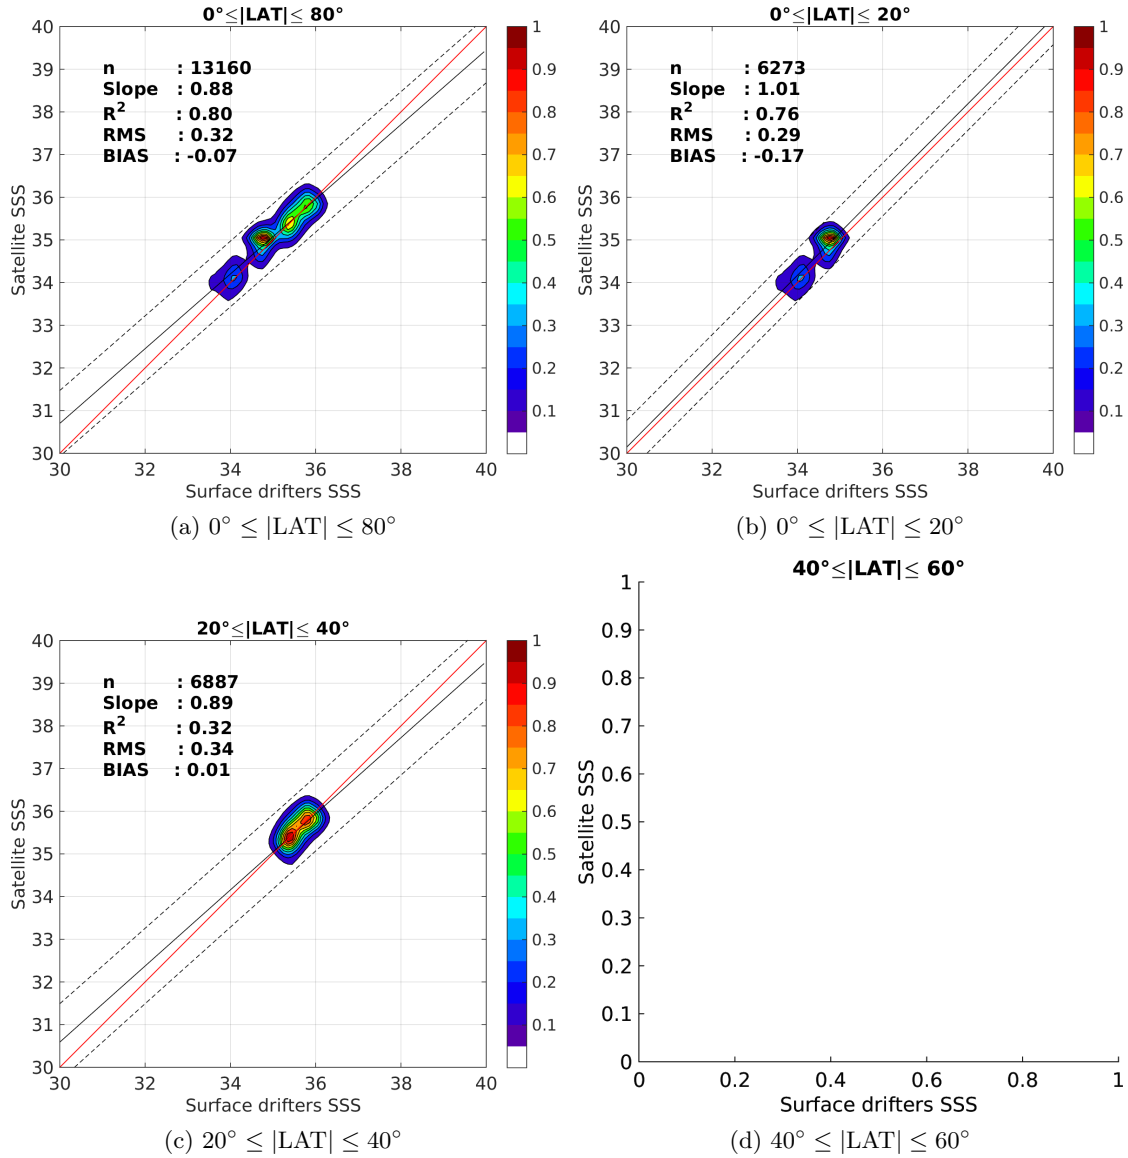 0°≤|LAT|≤ 80°
n : 13160
Slope : 0.88
R² : 0.80
RMS : 0.32
BIAS : -0.07
40
39
38
37
36
35
34
33
32
31
30
30 32 34 36 38 40
Satellite SSS
Surface drifters SSS
1
0.9
0.8
0.7
0.6
0.5
0.4
0.3
0.2
0.1
(a) 0° ≤ |LAT| ≤ 80°
0°≤|LAT|≤ 20°
n : 6273
Slope : 1.01
R² : 0.76
RMS : 0.29
BIAS : -0.17
40
39
38
37
36
35
34
33
32
31
30
30 32 34 36 38 40
Satellite SSS
Surface drifters SSS
1
0.9
0.8
0.7
0.6
0.5
0.4
0.3
0.2
0.1
(b) 0° ≤ |LAT| ≤ 20°
20°≤|LAT|≤ 40°
n : 6887
Slope : 0.89
R² : 0.32
RMS : 0.34
BIAS : 0.01
40
39
38
37
36
35
34
33
32
31
30
30 32 34 36 38 40
Satellite SSS
Surface drifters SSS
1
0.9
0.8
0.7
0.6
0.5
0.4
0.3
0.2
0.1
(c) 20° ≤ |LAT| ≤ 40°
40°≤|LAT|≤ 60°
1
0.9
0.8
0.7
0.6
0.5
0.4
0.3
0.2
0.1
0
0 0.2 0.4 0.6 0.8 1
Satellite SSS
Surface drifters SSS
(d) 40° ≤ |LAT| ≤ 60°